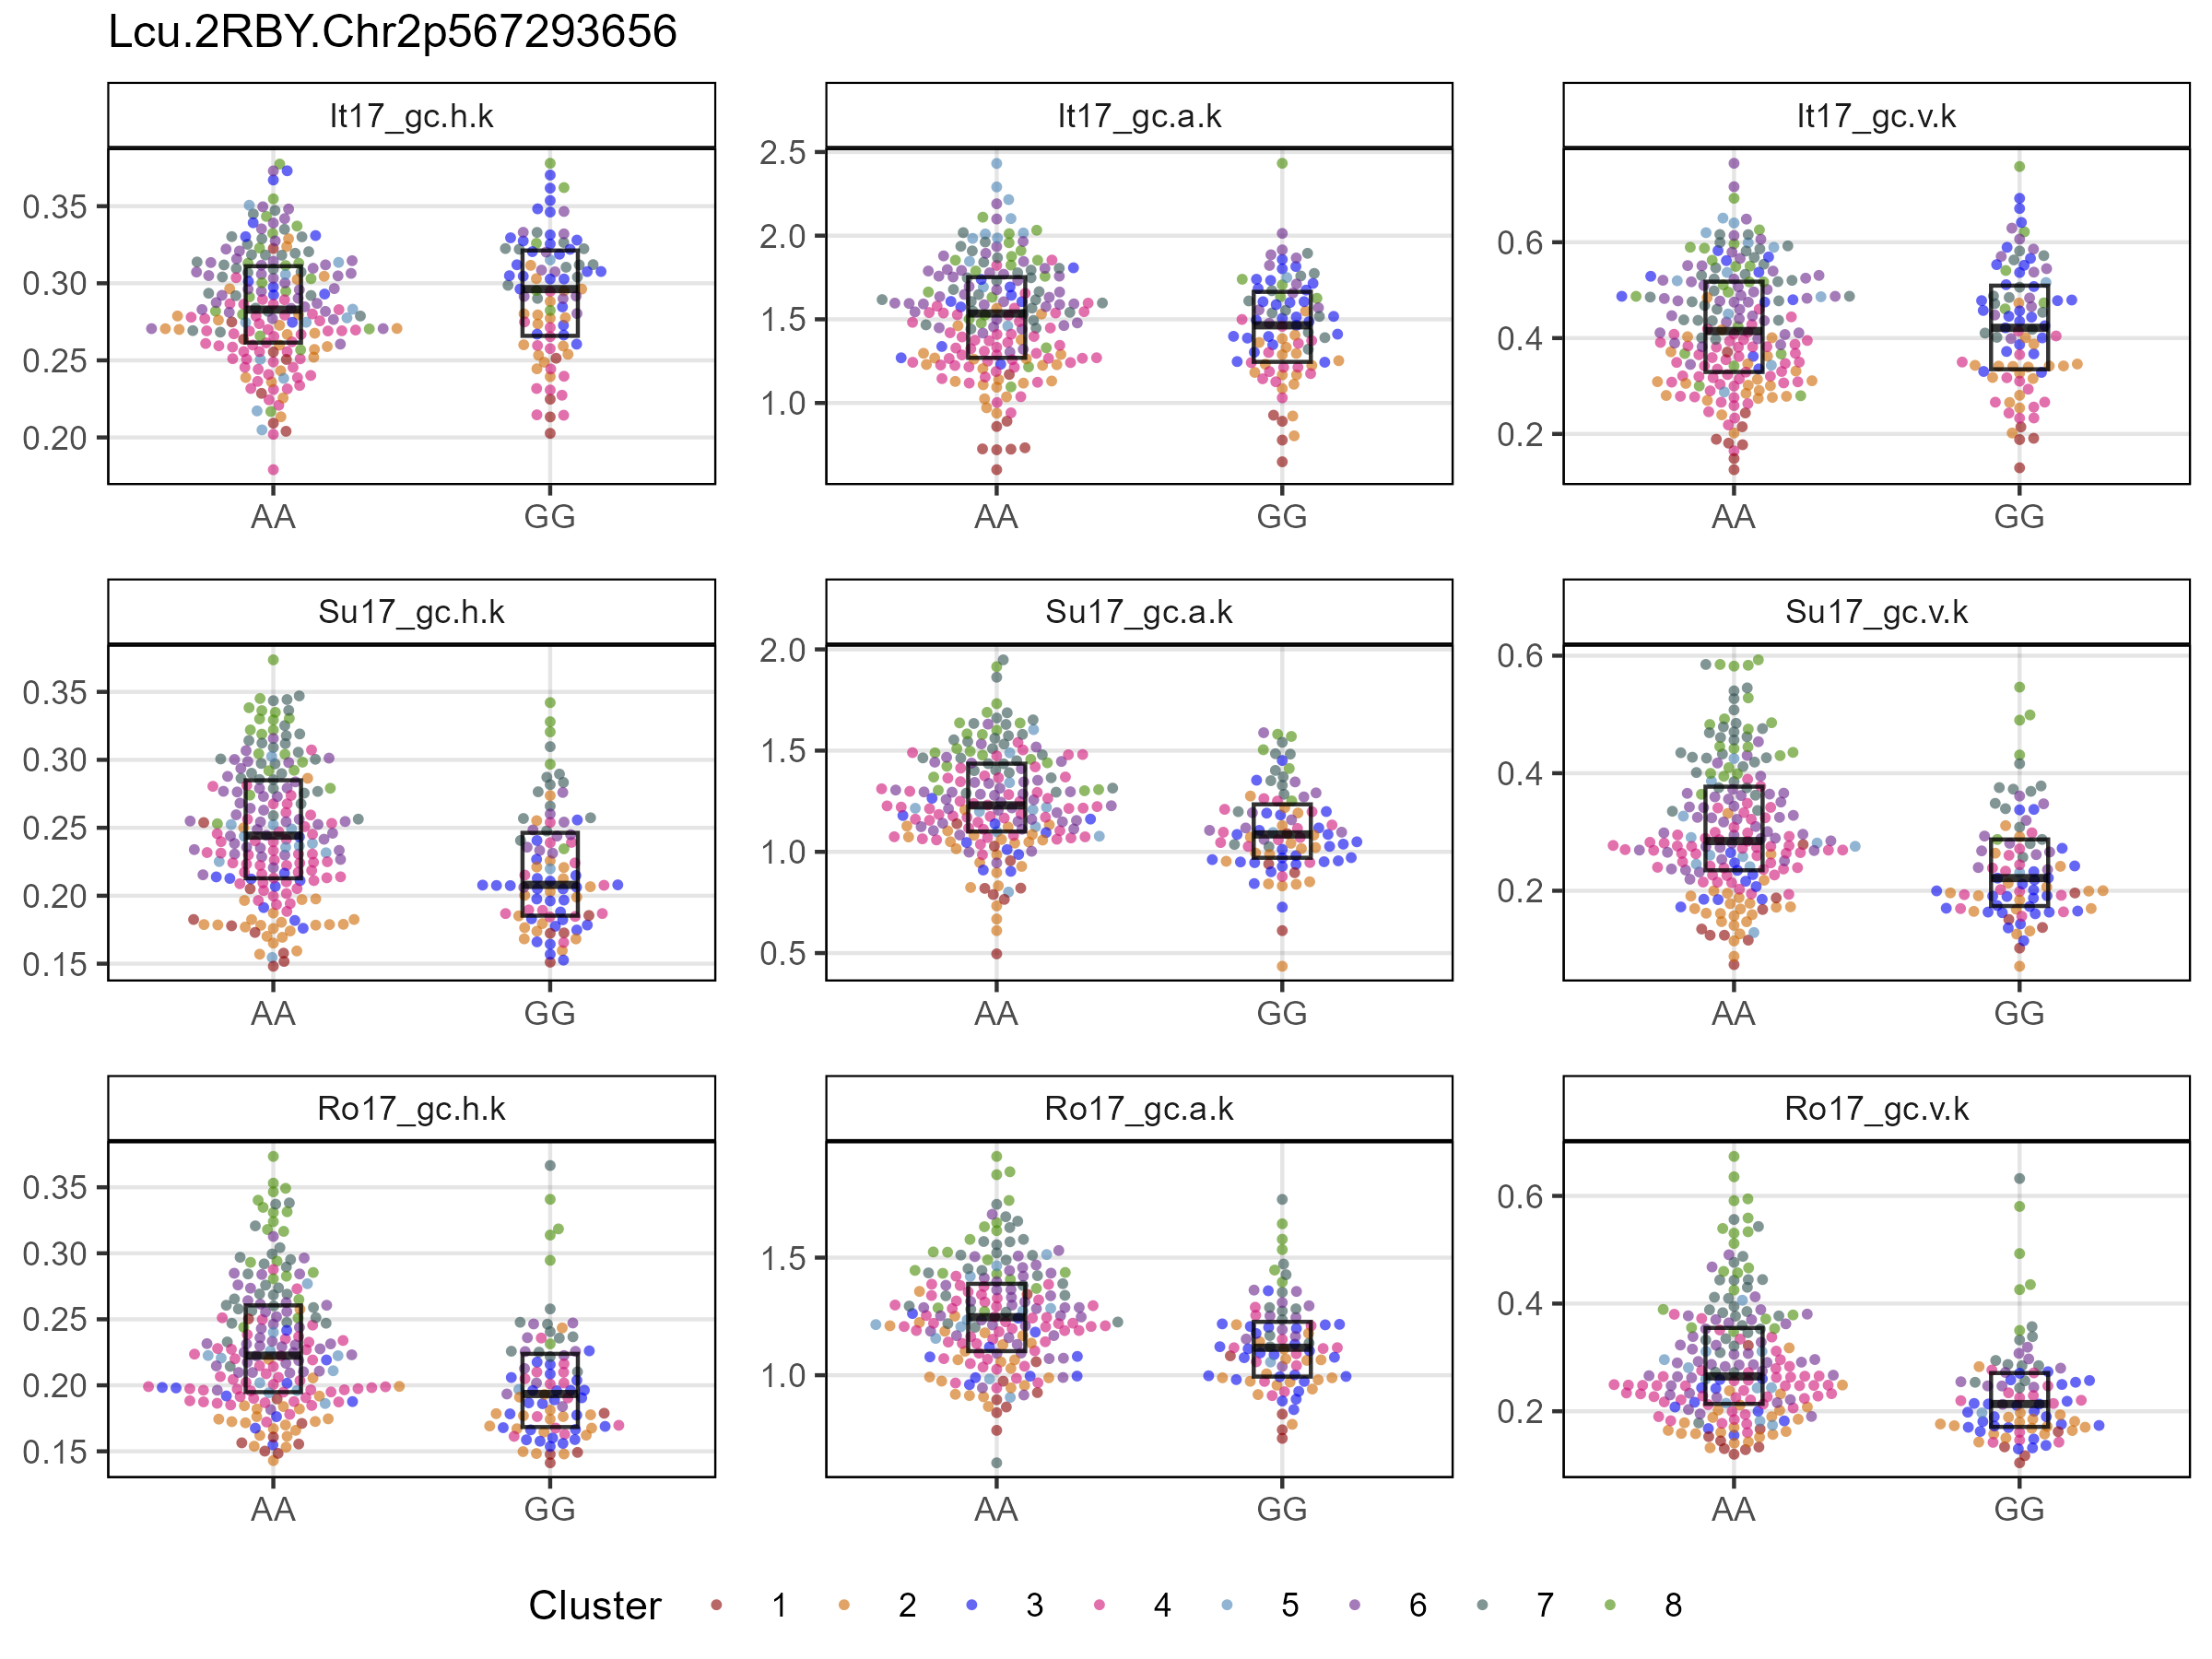 Lcu.2RBY.Chr2p567293656
It17_gc.h.k
It17_gc.a.k
It17_gc.v.k
0.35
0.30
0.25
0.20
AA
GG
2.5
2.0
1.5
1.0
AA
GG
0.6
0.4
0.2
AA
GG
Su17_gc.h.k
Su17_gc.a.k
Su17_gc.v.k
0.35
0.30
0.25
0.20
0.15
AA
GG
2.0
1.5
1.0
0.5
AA
GG
0.6
0.4
0.2
AA
GG
Ro17_gc.h.k
Ro17_gc.a.k
Ro17_gc.v.k
0.35
0.30
0.25
0.20
0.15
AA
GG
1.5
1.0
AA
GG
0.6
0.4
0.2
AA
GG
Cluster 1 2 3 4 5 6 7 8